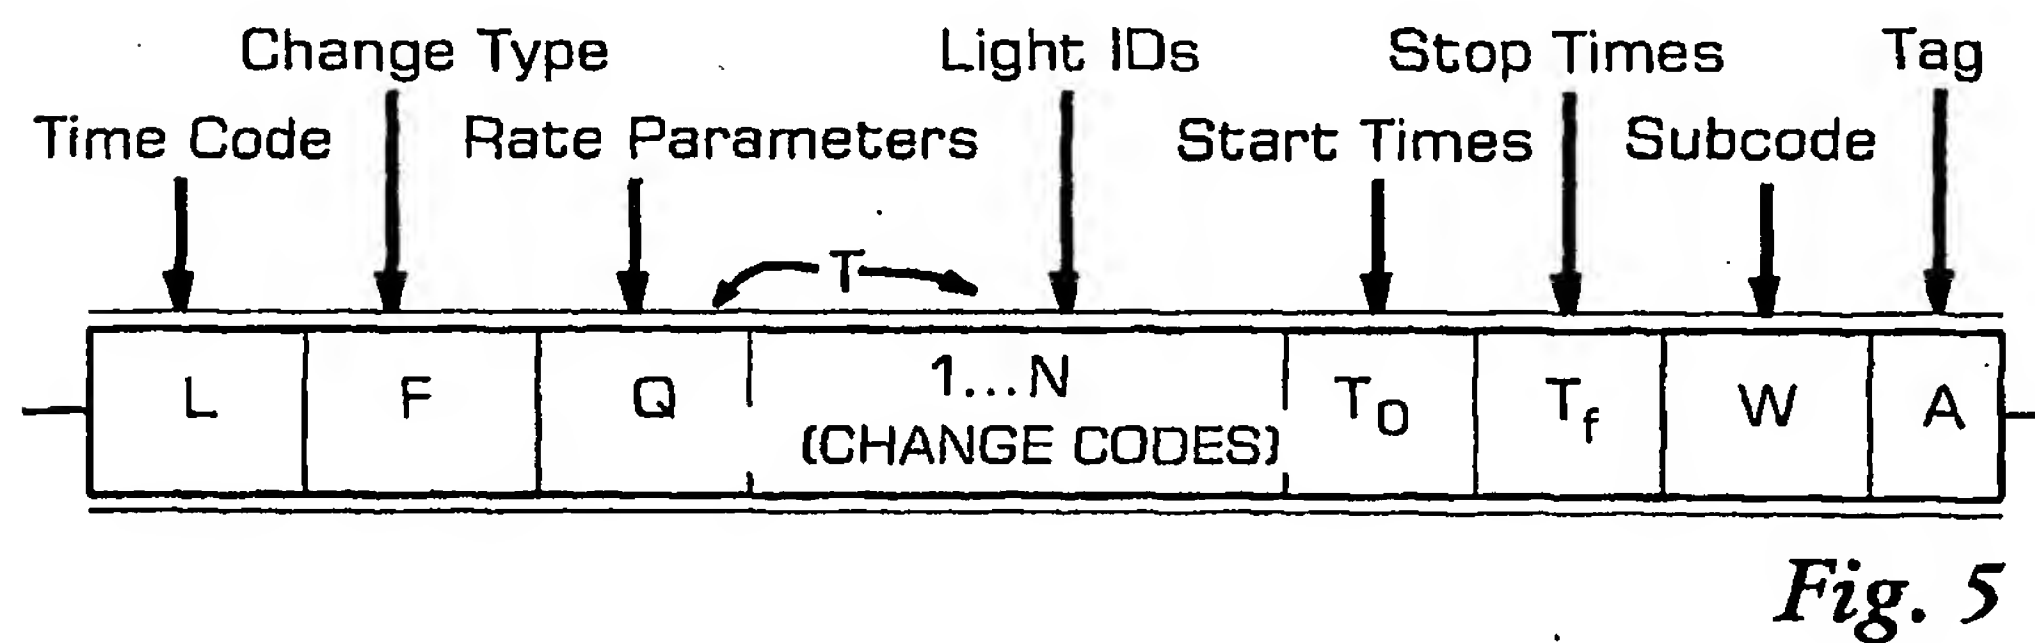 Change Type
Light IDs
Stop Times
Tag
Time Code
Rate Parameters
Start Times
Subcode
T
L
F
Q
1...N
(CHANGE CODES)
T0
Tf
W
A
Fig. 5